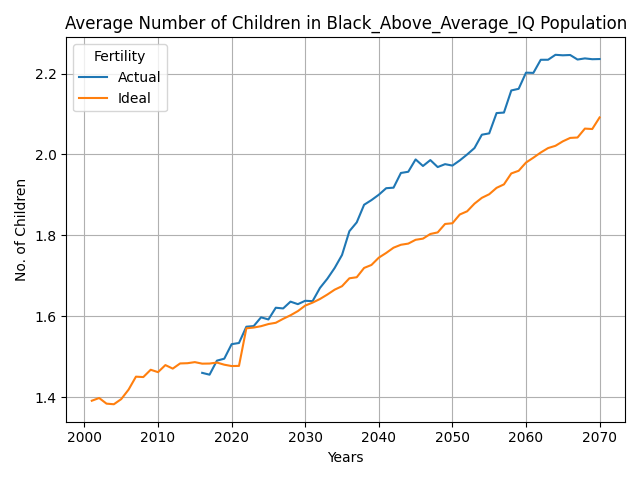 Average Number of Children in Black_Above_Average_IQ Population
Fertility
Actual
Ideal
No. of Children
2.2
2.0
1.8
1.6
1.4
2000 2010 2020 2030 2040 2050 2060 2070
Years